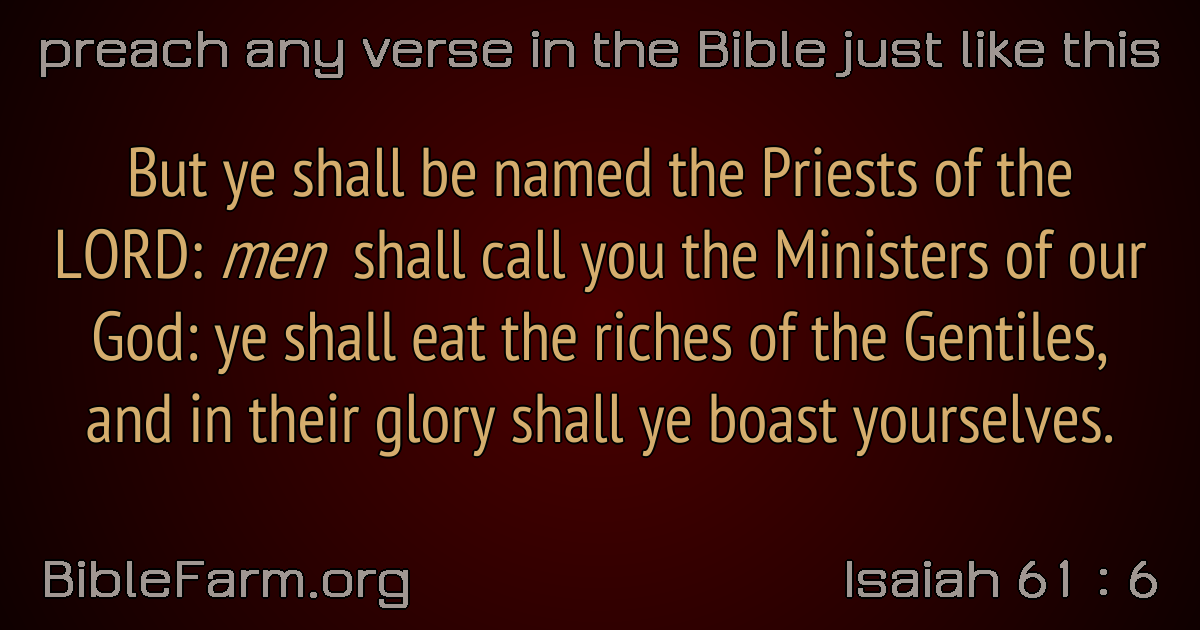 preach any verse in the Bible just like this
But ye shall be named the Priests of the
LORD: men shall call you the Ministers of our
God: ye shall eat the riches of the Gentiles,
and in their glory shall ye boast yourselves.
BibleFarm.org
Isaiah 61 : 6